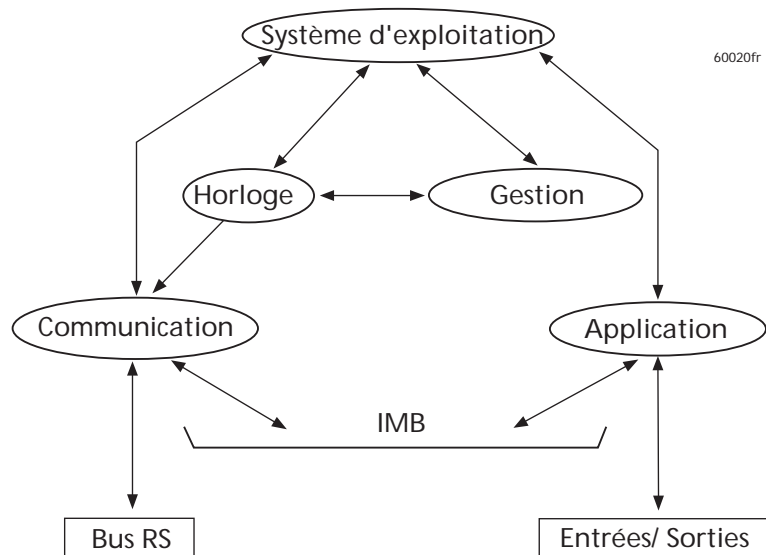 Système d'exploitation
60020fr
Horloge
Gestion
Communication
Application
IMB
Bus RS
Entrées/ Sorties